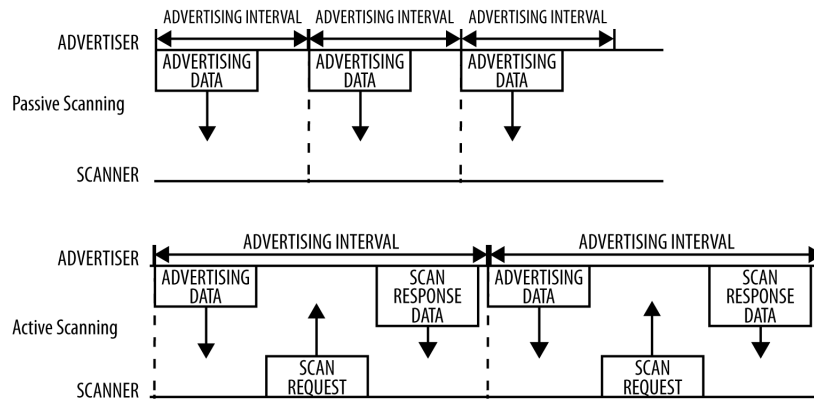 ADVERTISING INTERVAL ADVERTISING INTERVAL ADVERTISING INTERVAL
ADVERTISER
ADVERTISING DATA
ADVERTISING DATA
ADVERTISING DATA
Passive Scanning
SCANNER
ADVERTISING INTERVAL ADVERTISING INTERVAL
ADVERTISER
ADVERTISING DATA
SCAN RESPONSE DATA
ADVERTISING DATA
SCAN RESPONSE DATA
Active Scanning
SCAN REQUEST
SCAN REQUEST
SCANNER